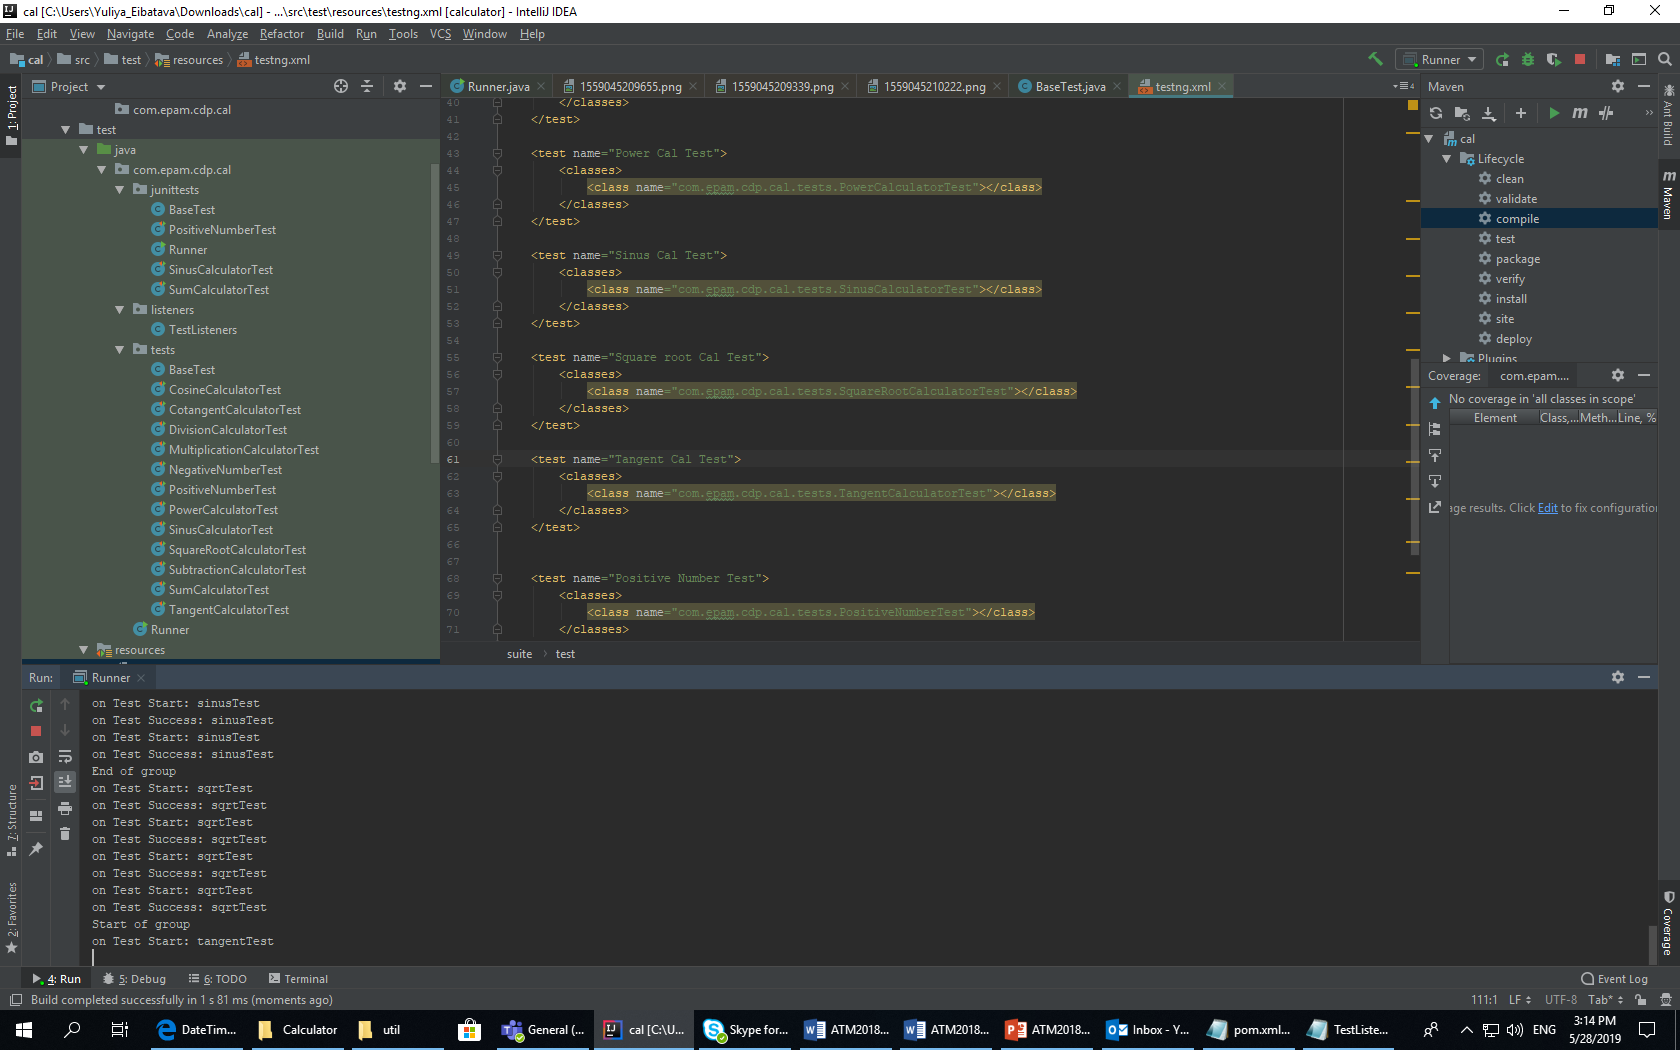 cal [C:\Users\Yuliya_Eibatava\Downloads\cal] - ...\src\test\resources\testng.xml [calculator] - IntelliJ IDEA
File Edit View Navigate Code Analyze Refactor Build Run Tools VCS Window Help
cal src test resources testng.xml
Runner
1: Project
Project
com.epam.cdp.cal
test
java
com.epam.cdp.cal
junittests
BaseTest
PositiveNumberTest
Runner
SinusCalculatorTest
SumCalculatorTest
listeners
TestListeners
tests
BaseTest
CosineCalculatorTest
CotangentCalculatorTest
DivisionCalculatorTest
MultiplicationCalculatorTest
NegativeNumberTest
PositiveNumberTest
PowerCalculatorTest
SinusCalculatorTest
SquareRootCalculatorTest
SubtractionCalculatorTest
SumCalculatorTest
TangentCalculatorTest
Runner
resources
Runner.java 1559045209655.png 1559045209339.png 1559045210222.png BaseTest.java testng.xml
40 </classes>
41 </test>
42
43 <test name="Power Cal Test">
44 <classes>
45 <class name="com.epam.cdp.cal.tests.PowerCalculatorTest"></class>
46 </classes>
47 </test>
48
49 <test name="Sinus Cal Test">
50 <classes>
51 <class name="com.epam.cdp.cal.tests.SinusCalculatorTest"></class>
52 </classes>
53 </test>
54
55 <test name="Square root Cal Test">
56 <classes>
57 <class name="com.epam.cdp.cal.tests.SquareRootCalculatorTest"></class>
58 </classes>
59 </test>
60
61 <test name="Tangent Cal Test">
62 <classes>
63 <class name="com.epam.cdp.cal.tests.TangentCalculatorTest"></class>
64 </classes>
65 </test>
66
67
68 <test name="Positive Number Test">
69 <classes>
70 <class name="com.epam.cdp.cal.tests.PositiveNumberTest"></class>
71 </classes>
suite test
Maven
cal
Lifecycle
clean
validate
compile
test
package
verify
install
site
deploy
Plugins
Coverage: com.epam....
No coverage in 'all classes in scope'
Element Class,... Meth... Line, %
age results. Click Edit to fix configuration
Ant Build
Maven
Coverage
Run: Runner
on Test Start: sinusTest
on Test Success: sinusTest
on Test Start: sinusTest
on Test Success: sinusTest
End of group
on Test Start: sqrtTest
on Test Success: sqrtTest
on Test Start: sqrtTest
on Test Success: sqrtTest
on Test Start: sqrtTest
on Test Success: sqrtTest
on Test Start: sqrtTest
on Test Success: sqrtTest
Start of group
on Test Start: tangentTest
7: Structure
2: Favorites
4: Run 5: Debug 6: TODO Terminal Event Log
Build completed successfully in 1 s 81 ms (moments ago) 111:1 LF UTF-8 Tab*
DateTim... Calculator util General (... cal [C:\U... Skype for... ATM2018... ATM2018... ATM2018... Inbox - Y... pom.xml... TestListe... ENG 3:14 PM
5/28/2019